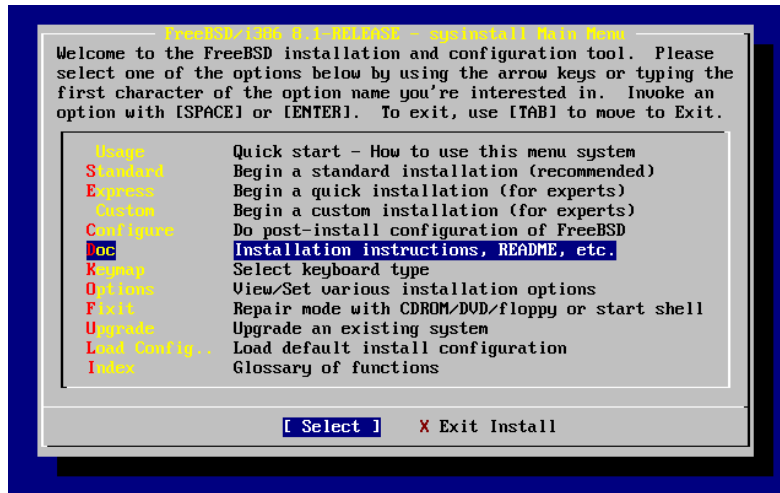 FreeBSD/i386 8.1-RELEASE - sysinstall Main Menu
Welcome to the FreeBSD installation and configuration tool.  Please
select one of the options below by using the arrow keys or typing the
first character of the option name you're interested in.  Invoke an
option with [SPACE] or [ENTER].  To exit, use [TAB] to move to Exit.
Usage Quick start - How to use this menu system
Standard Begin a standard installation (recommended)
Express Begin a quick installation (for experts)
Custom Begin a custom installation (for experts)
Configure Do post-install configuration of FreeBSD
Doc Installation instructions, README, etc.
Keymap Select keyboard type
Options View/Set various installation options
Fixit Repair mode with CDROM/DVD/floppy or start shell
Upgrade Upgrade an existing system
Load Config.. Load default install configuration
Index Glossary of functions
[ Select ] X Exit Install